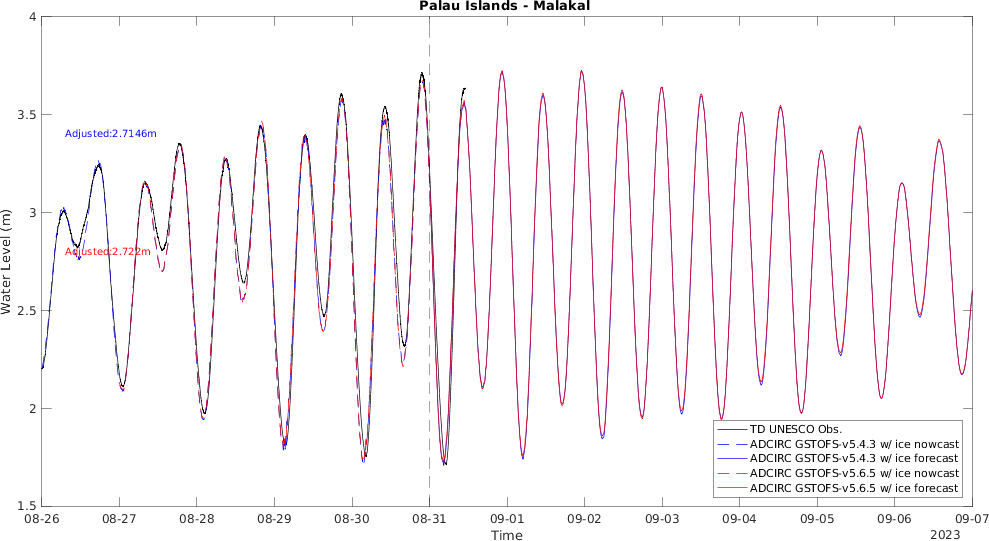 Palau Islands - Malakal
4
3.5
3
2.5
2
1.5
Water Level (m)
Adjusted:2.7146m
Adjusted:2.722m
TD UNESCO Obs.
ADCIRC GSTOFS-v5.4.3 w/ ice nowcast
ADCIRC GSTOFS-v5.4.3 w/ ice forecast
ADCIRC GSTOFS-v5.6.5 w/ ice nowcast
ADCIRC GSTOFS-v5.6.5 w/ ice forecast
08-26 08-27 08-28 08-29 08-30 08-31 09-01 09-02 09-03 09-04 09-05 09-06 09-07
Time
2023